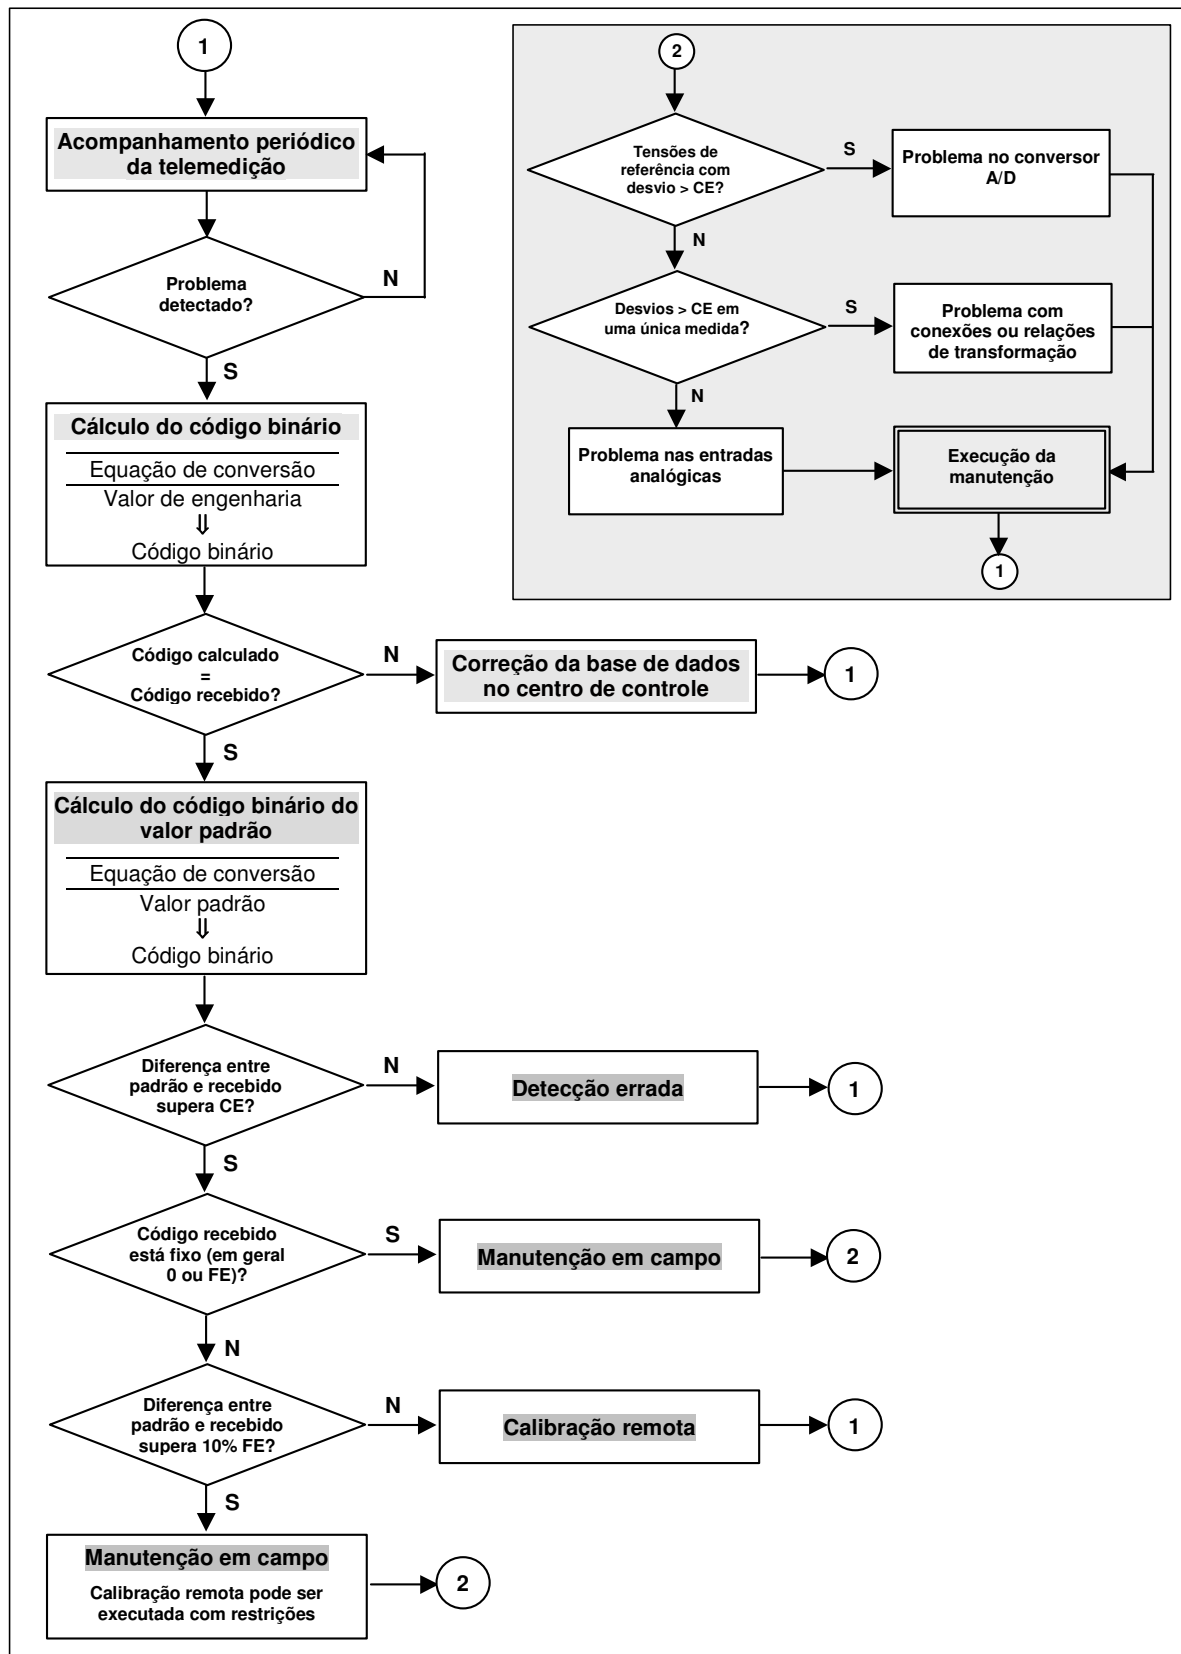 1
Acompanhamento periódico
da telemedição
Problema
detectado?
N
S
Cálculo do código binário
Equação de conversão
Valor de engenharia
⇓
Código binário
Código calculado
=
Código recebido?
N
Correção da base de dados
no centro de controle
1
S
Cálculo do código binário do
valor padrão
Equação de conversão
Valor padrão
⇓
Código binário
Diferença entre
padrão e recebido
supera CE?
N
Detecção errada
1
S
Código recebido
está fixo (em geral
0 ou FE)?
S
Manutenção em campo
2
N
Diferença entre
padrão e recebido
supera 10% FE?
N
Calibração remota
1
S
Manutenção em campo
Calibração remota pode ser
executada com restrições
2
2
Tensões de
referência com
desvio > CE?
S
Problema no conversor
A/D
N
Desvios > CE em
uma única medida?
S
Problema com
conexões ou relações
de transformação
N
Problema nas entradas
analógicas
Execução da
manutenção
1